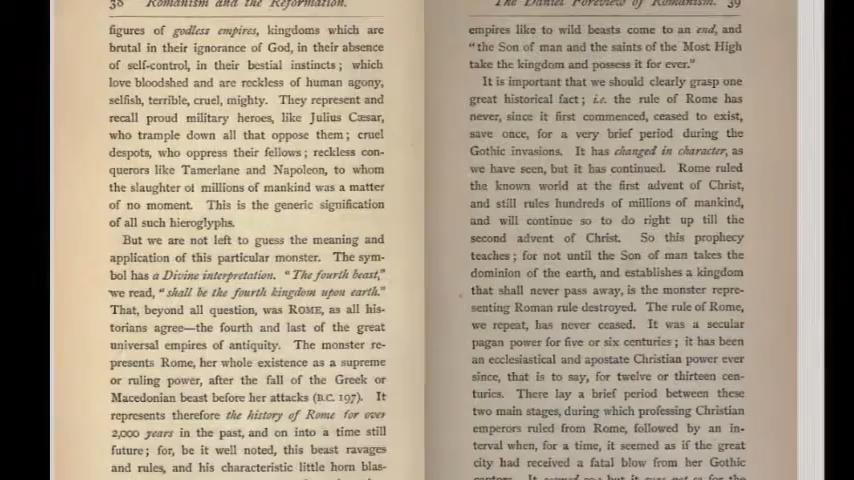 38 Romanism and the Reformation.
figures of godless empires, kingdoms which are
brutal in their ignorance of God, in their absence
of self-control, in their bestial instincts ; which
love bloodshed and are reckless of human agony,
selfish, terrible, cruel, mighty. They represent and
recall proud military heroes, like Julius Cæsar,
who trample down all that oppose them ; cruel
despots, who oppress their fellows ; reckless con-
querors like Tamerlane and Napoleon, to whom
the slaughter of millions of mankind was a matter
of no moment. This is the generic signification
of all such hieroglyphs.
But we are not left to guess the meaning and
application of this particular monster. The sym-
bol has a Divine interpretation. "The fourth beast,"
we read, "shall be the fourth kingdom upon earth."
That, beyond all question, was ROME, as all his-
torians agree—the fourth and last of the great
universal empires of antiquity. The monster re-
presents Rome, her whole existence as a supreme
or ruling power, after the fall of the Greek or
Macedonian beast before her attacks (B.C. 197). It
represents therefore the history of Rome for over
2,000 years in the past, and on into a time still
future ; for, be it well noted, this beast ravages
and rules, and his characteristic little horn blas-
The Daniel Foreview of Romanism. 39
empires like to wild beasts come to an end, and
"the Son of man and the saints of the Most High
take the kingdom and possess it for ever."
It is important that we should clearly grasp one
great historical fact ; i.e. the rule of Rome has
never, since it first commenced, ceased to exist,
save once, for a very brief period during the
Gothic invasions. It has changed in character, as
we have seen, but it has continued. Rome ruled
the known world at the first advent of Christ,
and still rules hundreds of millions of mankind,
and will continue so to do right up till the
second advent of Christ. So this prophecy
teaches ; for not until the Son of man takes the
dominion of the earth, and establishes a kingdom
that shall never pass away, is the monster repre-
senting Roman rule destroyed. The rule of Rome,
we repeat, has never ceased. It was a secular
pagan power for five or six centuries ; it has been
an ecclesiastical and apostate Christian power ever
since, that is to say, for twelve or thirteen cen-
turies. There lay a brief period between these
two main stages, during which professing Christian
emperors ruled from Rome, followed by an in-
terval when, for a time, it seemed as if the great
city had received a fatal blow from her Gothic